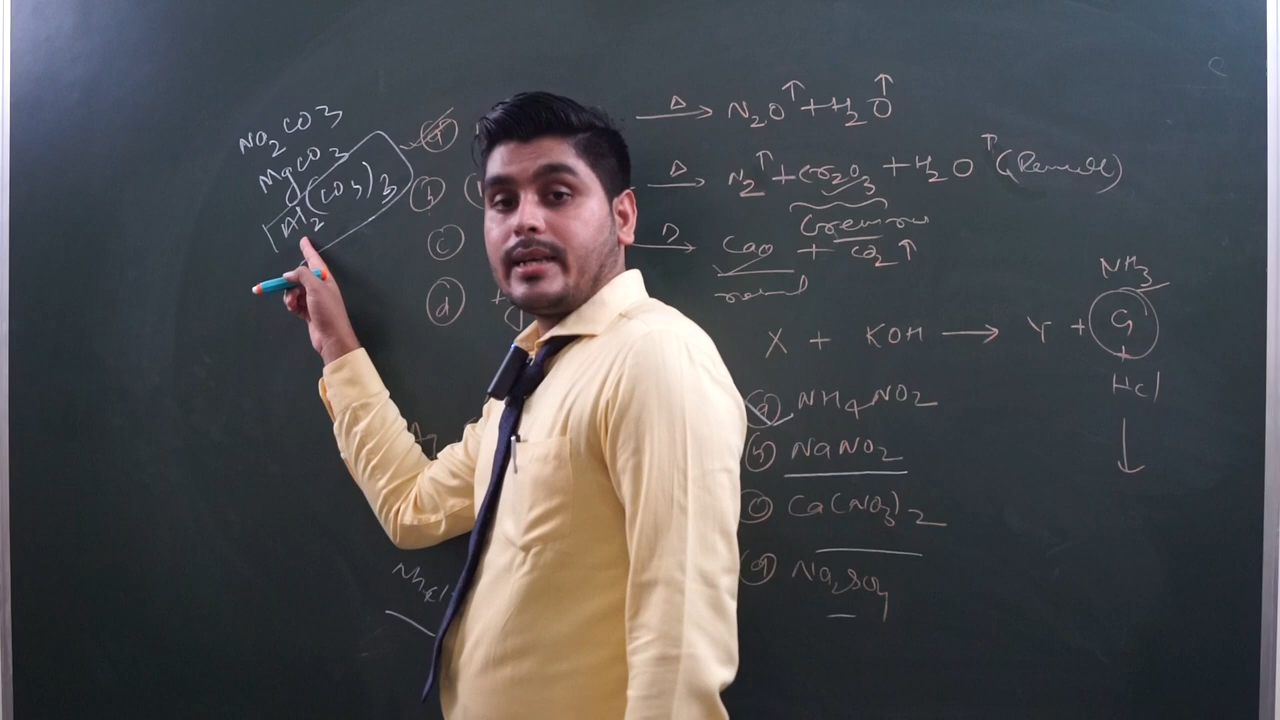 Na2CO3
MgCO3
Al2(CO3)3
a
Δ → N2O↑ + H2O↑
b
Δ → N2↑ + Cr2O3 + H2O↑
c
Δ → CaO + CO2↑
d
NH3
X + KOH → Y + G
+
HCl
↓
a NH4NO2
b NaNO2
c Ca(NO3)2
d Na2SO4